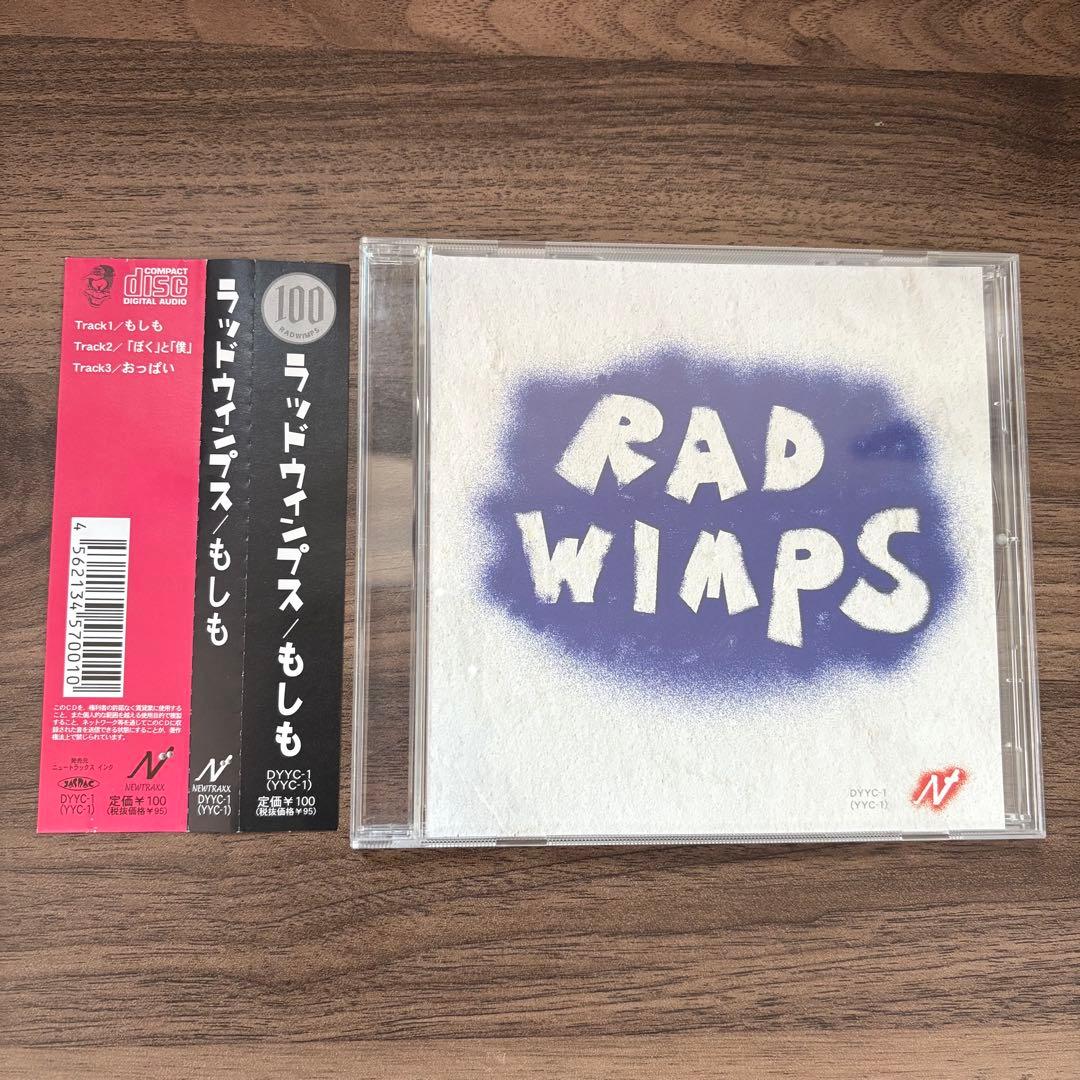 COMPACT
disc
DIGITAL AUDIO
Track1/もしも
Track2/「ぼく」と「僕」
Track3/おっぱい
4 562134 570010
このCDを、権利者の許諾なく賃貸業に使用する
こと、また個人的な範囲を越える使用目的で複製
すること、ネットワーク等を通じてこのCDに収
録された音を送信できる状態にすることが、著作
権法上で禁じられています。
発売元
ニュートラックス インク
N
NEWTRAXX
DYYC-1
(YYC-1)
定価¥100
(税抜価格¥95)
ラッドウィンプス/もしも
N
NEWTRAXX
DYYC-1
(YYC-1)
100
RADWIMPS
ラッドウィンプス/もしも
DYYC-1
(YYC-1)
定価¥100
(税抜価格¥95)
RAD
WIMPS
DYYC-1
(YYC-1)
N